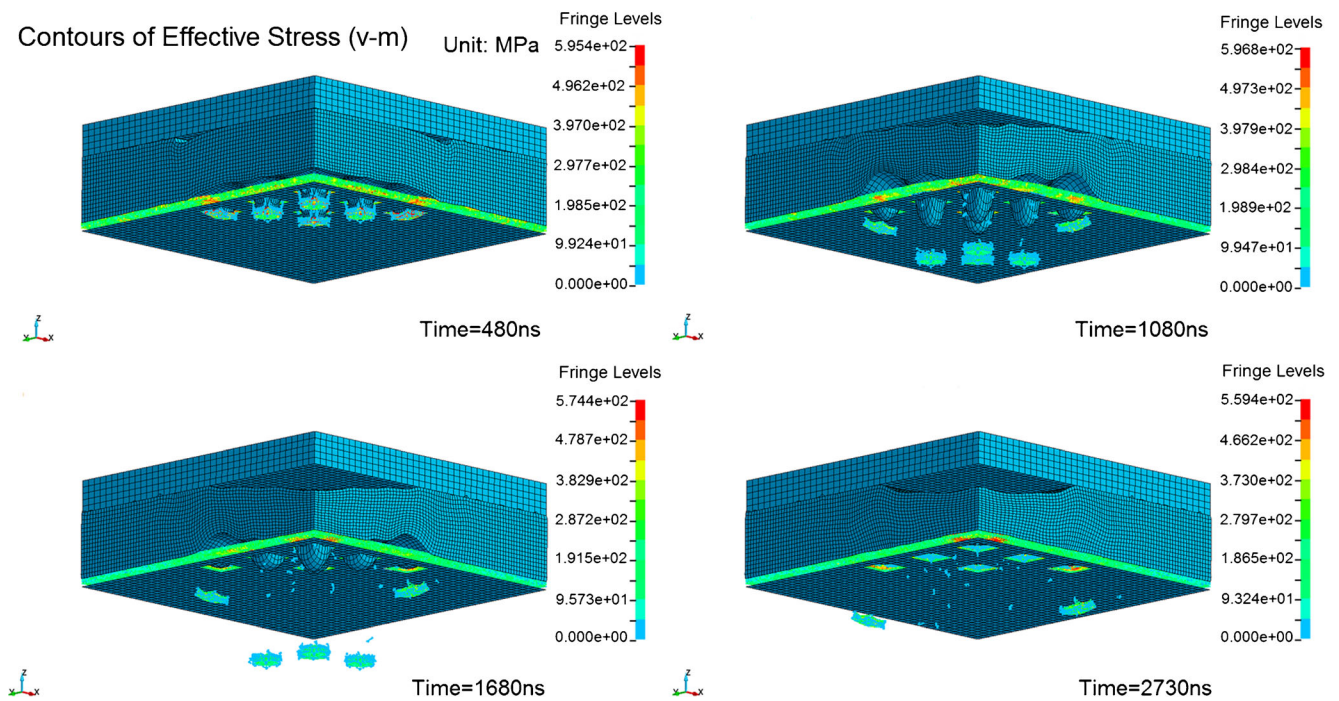 Contours of Effective Stress (v-m)
Unit: MPa
Fringe Levels
5.954e+02
4.962e+02
3.970e+02
2.977e+02
1.985e+02
9.924e+01
0.000e+00
z
Y
X
Time=480ns
Fringe Levels
5.968e+02
4.973e+02
3.979e+02
2.984e+02
1.989e+02
9.947e+01
0.000e+00
z
Y
X
Time=1080ns
Fringe Levels
5.744e+02
4.787e+02
3.829e+02
2.872e+02
1.915e+02
9.573e+01
0.000e+00
z
Y
X
Time=1680ns
Fringe Levels
5.594e+02
4.662e+02
3.730e+02
2.797e+02
1.865e+02
9.324e+01
0.000e+00
z
Y
X
Time=2730ns